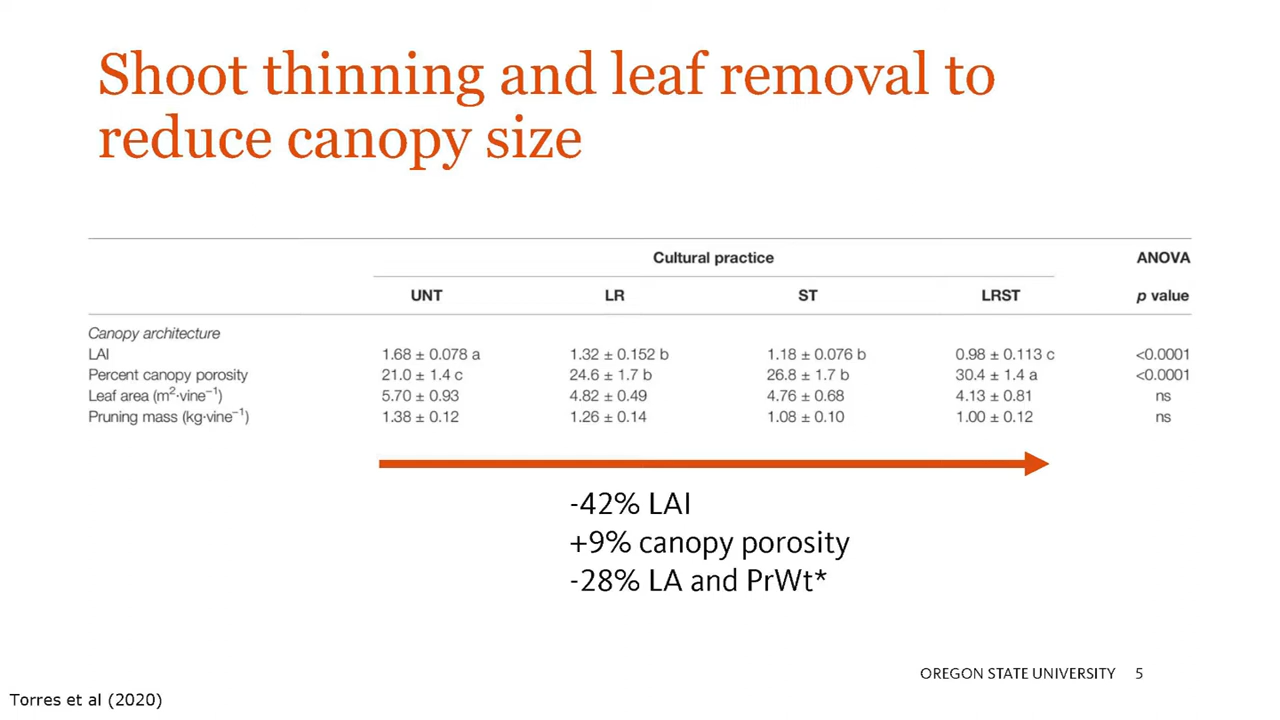 Shoot thinning and leaf removal to
reduce canopy size
Cultural practice ANOVA
UNT LR ST LRST p value
Canopy architecture
LAI 1.68 ± 0.078 a 1.32 ± 0.152 b 1.18 ± 0.076 b 0.98 ± 0.113 c <0.0001
Percent canopy porosity 21.0 ± 1.4 c 24.6 ± 1.7 b 26.8 ± 1.7 b 30.4 ± 1.4 a <0.0001
Leaf area (m²·vine⁻¹) 5.70 ± 0.93 4.82 ± 0.49 4.76 ± 0.68 4.13 ± 0.81 ns
Pruning mass (kg·vine⁻¹) 1.38 ± 0.12 1.26 ± 0.14 1.08 ± 0.10 1.00 ± 0.12 ns
-42% LAI
+9% canopy porosity
-28% LA and PrWt*
OREGON STATE UNIVERSITY 5
Torres et al (2020)